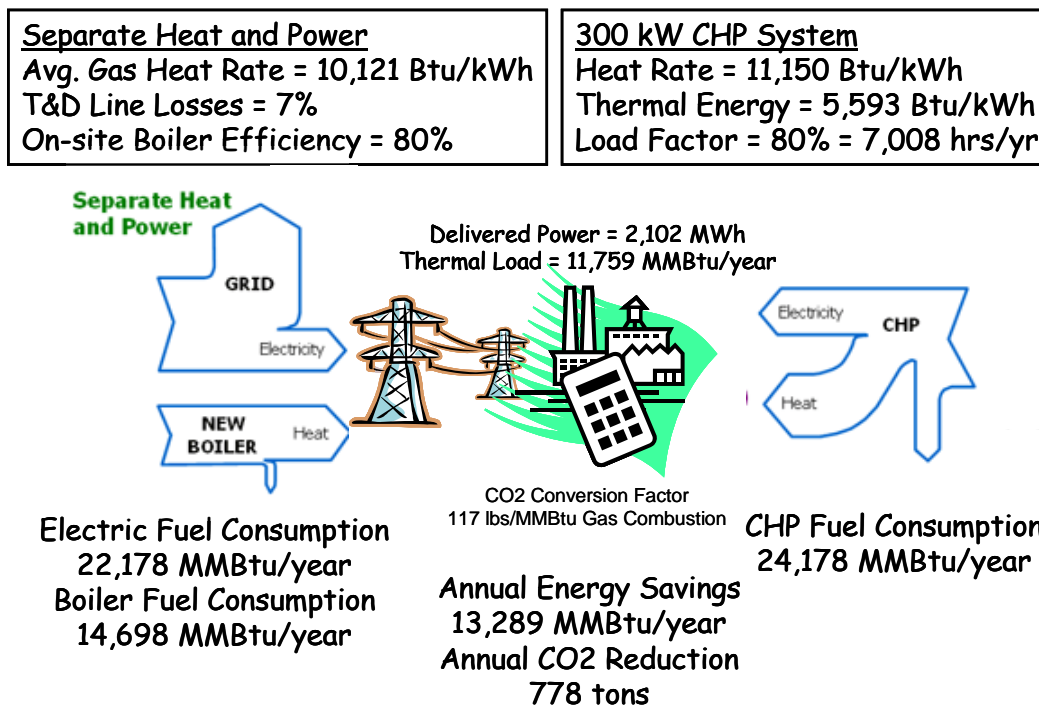 Separate Heat and Power
Avg. Gas Heat Rate = 10,121 Btu/kWh
T&D Line Losses = 7%
On-site Boiler Efficiency = 80%
300 kW CHP System
Heat Rate = 11,150 Btu/kWh
Thermal Energy = 5,593 Btu/kWh
Load Factor = 80% = 7,008 hrs/yr
Separate Heat
and Power
GRID
Electricity
NEW
BOILER
Heat
Delivered Power = 2,102 MWh
Thermal Load = 11,759 MMBtu/year
Electricity
CHP
Heat
CO2 Conversion Factor
117 lbs/MMBtu Gas Combustion
Electric Fuel Consumption
22,178 MMBtu/year
Boiler Fuel Consumption
14,698 MMBtu/year
Annual Energy Savings
13,289 MMBtu/year
Annual CO2 Reduction
778 tons
CHP Fuel Consumption
24,178 MMBtu/year